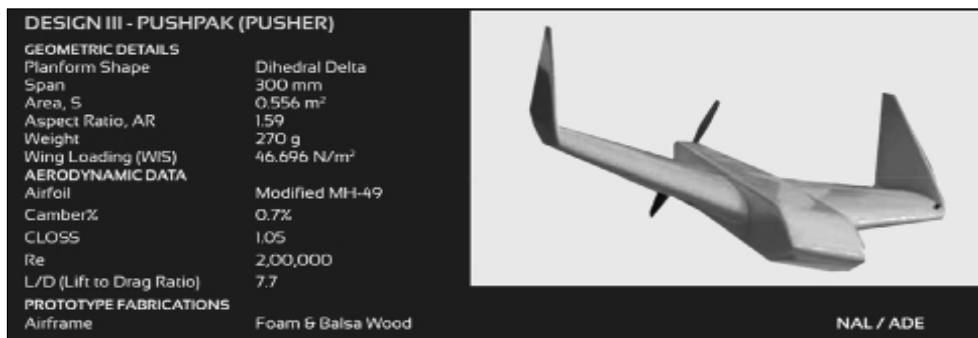 DESIGN III - PUSHPAK (PUSHER)
GEOMETRIC DETAILS
Planform Shape Dihedral Delta
Span 300 mm
Area, S 0.556 m²
Aspect Ratio, AR 1.59
Weight 270 g
Wing Loading (WIS) 46.696 N/m²
AERODYNAMIC DATA
Airfoil Modified MH-49
Camber% 0.7%
CLOSS 1.05
Re 2,00,000
L/D (Lift to Drag Ratio) 7.7
PROTOTYPE FABRICATIONS
Airframe Foam & Balsa Wood
NAL / ADE